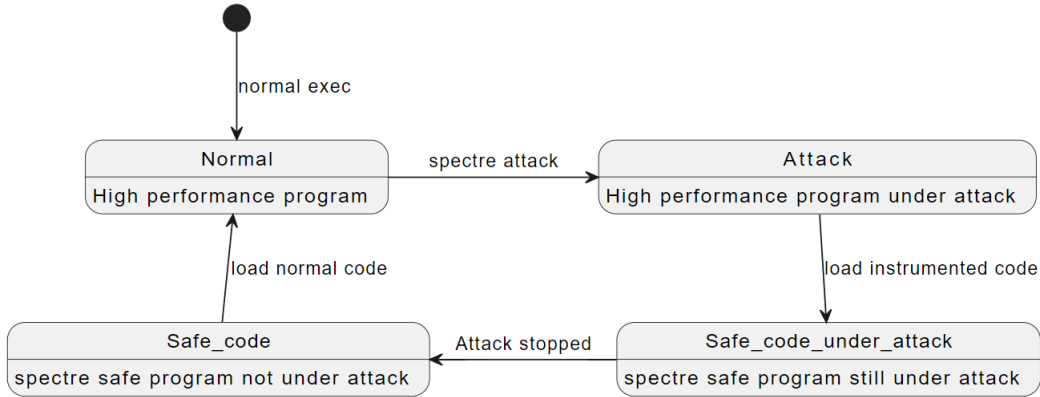 normal exec
Normal
High performance program
spectre attack
Attack
High performance program under attack
load normal code
load instrumented code
Safe_code
spectre safe program not under attack
Attack stopped
Safe_code_under_attack
spectre safe program still under attack